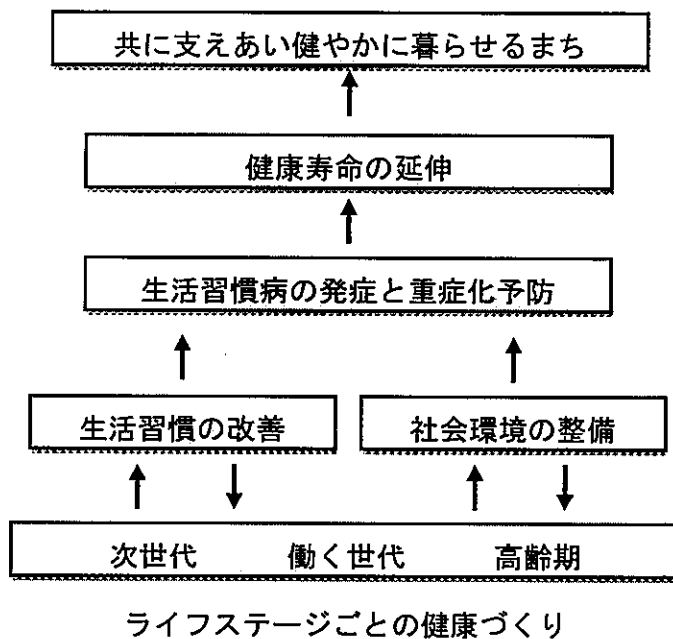 共に支えあい健やかに暮らせるまち
健康寿命の延伸
生活習慣病の発症と重症化予防
生活習慣の改善
社会環境の整備
次世代 働く世代 高齢期
ライフステージごとの健康づくり